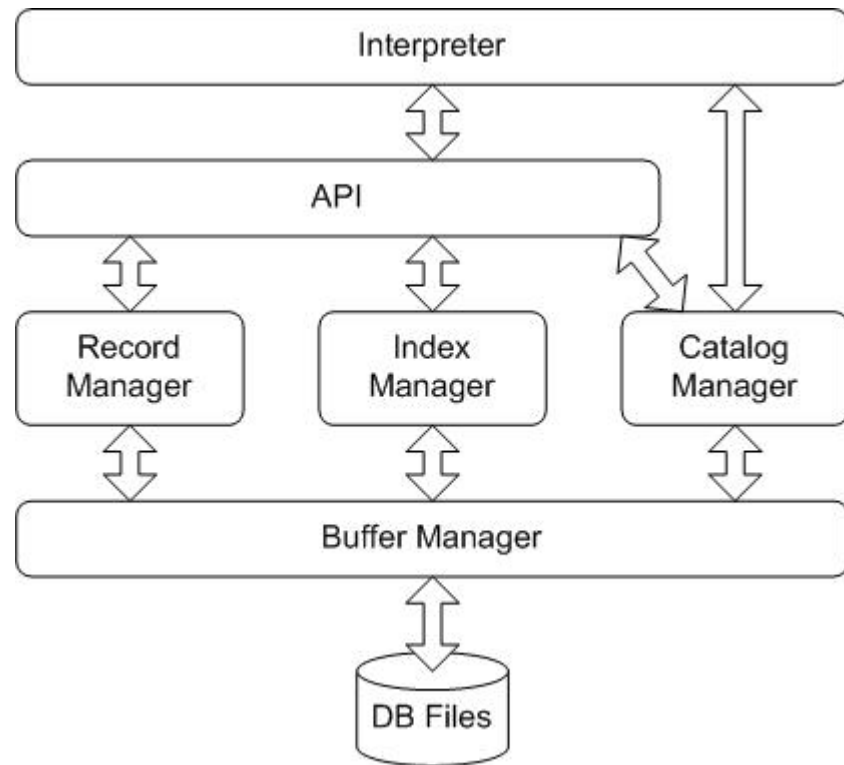 Interpreter
API
Record
Manager
Index
Manager
Catalog
Manager
Buffer Manager
DB Files